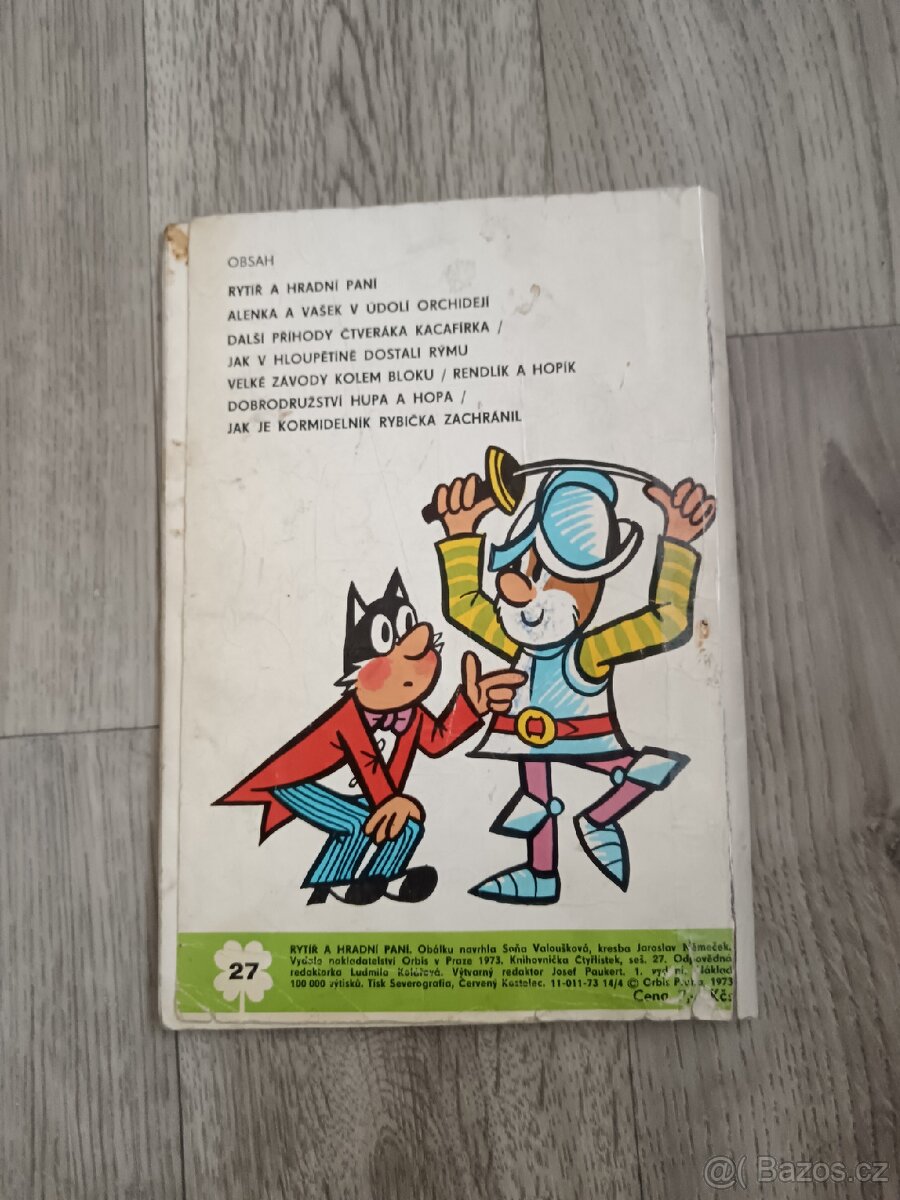 OBSAH
RYTÍŘ A HRADNÍ PANÍ
ALENKA A VAŠEK V ÚDOLÍ ORCHIDEJÍ
DALŠÍ PŘÍHODY ČTVERÁKA KACAFÍRKA /
JAK V HLOUPĚTÍNĚ DOSTALI RÝMU
VELKÉ ZÁVODY KOLEM BLOKU / RENDLÍK A HOPÍK
DOBRODRUŽSTVÍ HUPA A HOPA /
JAK JE KORMIDELNÍK RYBIČKA ZACHRÁNIL
27
RYTÍŘ A HRADNÍ PANÍ. Obálku navrhla Soňa Valoušková, kresba Jaroslav Němeček.
Vydalo nakladatelství Orbis v Praze 1973. Knihovnička Čtyřlístek, seš. 27. Odpovědná
redaktorka Ludmila Kolářová. Výtvarný redaktor Josef Paukert. 1. vydání. Náklad
100 000 výtisků. Tisk Severografia, Červený Kostelec. 11-011-73 14/4 © Orbis Praha, 1973
Cena Kčs
@( Bazos.cz